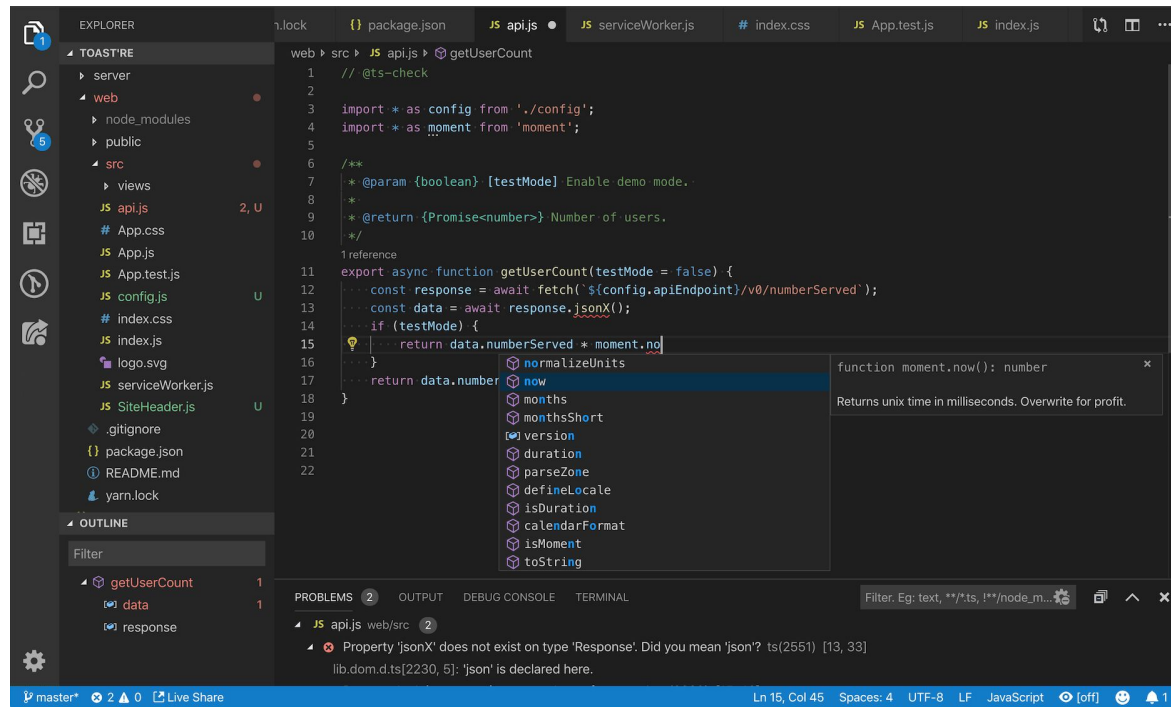 EXPLORER
n.lock {} package.json JS api.js ● JS serviceWorker.js # index.css JS App.test.js JS index.js ...
1
TOAST'RE
web ▸ src ▸ JS api.js ▸ getUserCount
server
web
node_modules
public
src
views
JS api.js 2, U
# App.css
JS App.js
JS App.test.js
JS config.js U
# index.css
JS index.js
logo.svg
JS serviceWorker.js
JS SiteHeader.js U
.gitignore
{} package.json
README.md
yarn.lock
5
OUTLINE
Filter
getUserCount 1
data 1
response
1 // @ts-check
2
3 import * as config from './config';
4 import * as moment from 'moment';
5
6 /**
7 * @param {boolean} [testMode] Enable demo mode.
8 *
9 * @return {Promise<number>} Number of users.
10 */
1 reference
11 export async function getUserCount(testMode = false) {
12 const response = await fetch(`${config.apiEndpoint}/v0/numberServed`);
13 const data = await response.jsonX();
14 if (testMode) {
15 return data.numberServed * moment.no
16 }
17 return data.number
18 }
19
20
21
22
normalizeUnits
now
months
monthsShort
version
duration
parseZone
defineLocale
isDuration
calendarFormat
isMoment
toString
function moment.now(): number ×
Returns unix time in milliseconds. Overwrite for profit.
PROBLEMS 2 OUTPUT DEBUG CONSOLE TERMINAL Filter. Eg: text, **/*.ts, !**/node_m...
JS api.js web/src 2
Property 'jsonX' does not exist on type 'Response'. Did you mean 'json'? ts(2551) [13, 33]
lib.dom.d.ts[2230, 5]: 'json' is declared here.
master* 2 0 Live Share Ln 15, Col 45 Spaces: 4 UTF-8 LF JavaScript [off] 1